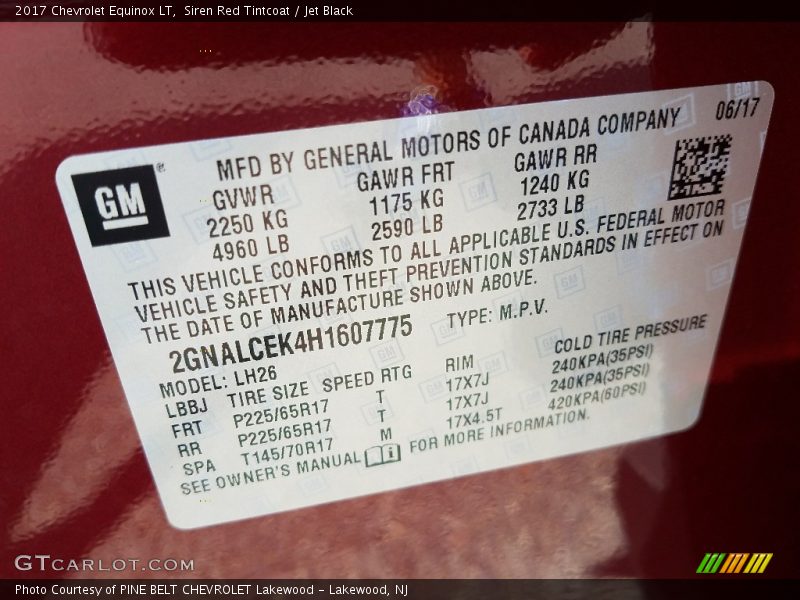 2017 Chevrolet Equinox LT, Siren Red Tintcoat / Jet Black
06/17
MFD BY GENERAL MOTORS OF CANADA COMPANY
GM®
GVWR GAWR FRT GAWR RR
2250 KG 1175 KG 1240 KG
4960 LB 2590 LB 2733 LB
THIS VEHICLE CONFORMS TO ALL APPLICABLE U.S. FEDERAL MOTOR
VEHICLE SAFETY AND THEFT PREVENTION STANDARDS IN EFFECT ON
THE DATE OF MANUFACTURE SHOWN ABOVE.
2GNALCEK4H1607775 TYPE: M.P.V.
MODEL: LH26
LBBJ TIRE SIZE SPEED RTG RIM COLD TIRE PRESSURE
FRT P225/65R17 T 17X7J 240KPA(35PSI)
RR P225/65R17 T 17X7J 240KPA(35PSI)
SPA T145/70R17 M 17X4.5T 420KPA(60PSI)
SEE OWNER'S MANUAL i FOR MORE INFORMATION.
GTCARLOT.COM
Photo Courtesy of PINE BELT CHEVROLET Lakewood - Lakewood, NJ